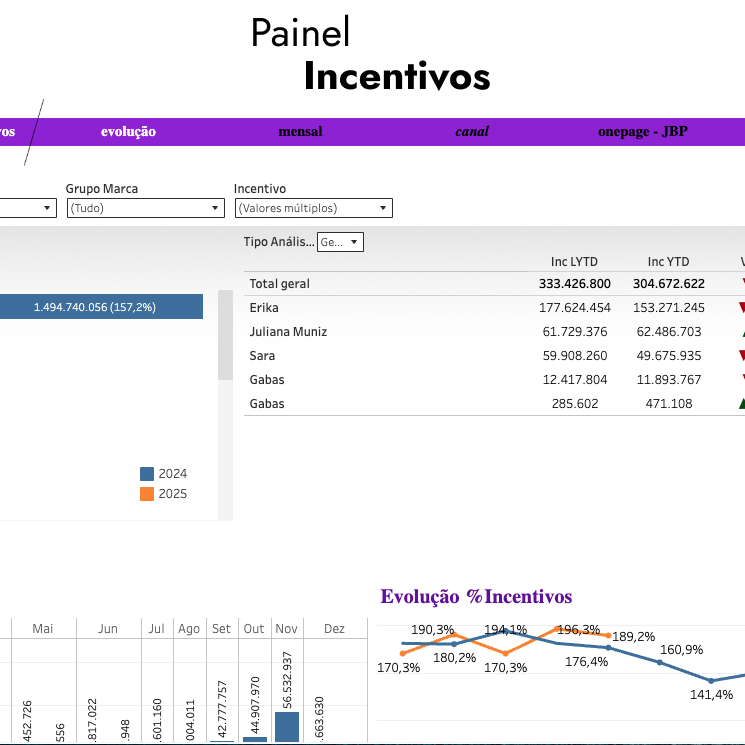 Painel
Incentivos
vos evolução mensal canal onepage - JBP
Grupo Marca Incentivo
(Tudo) (Valores múltiplos)
Tipo Anális... Ge...
Inc LYTD Inc YTD V
Total geral 333.426.800 304.672.622
1.494.740.056 (157,2%)
Erika 177.624.454 153.271.245
Juliana Muniz 61.729.376 62.486.703
Sara 59.908.260 49.675.935
Gabas 12.417.804 11.893.767
Gabas 285.602 471.108
2024
2025
Evolução %Incentivos
Mai Jun Jul Ago Set Out Nov Dez
452.726
556
.817.022
.948
.601.160
004.011
42.777.757
44.907.970
56.532.937
.663.630
190,3% 194,1% 196,3% 189,2%
170,3% 180,2% 170,3% 176,4% 160,9%
141,4%